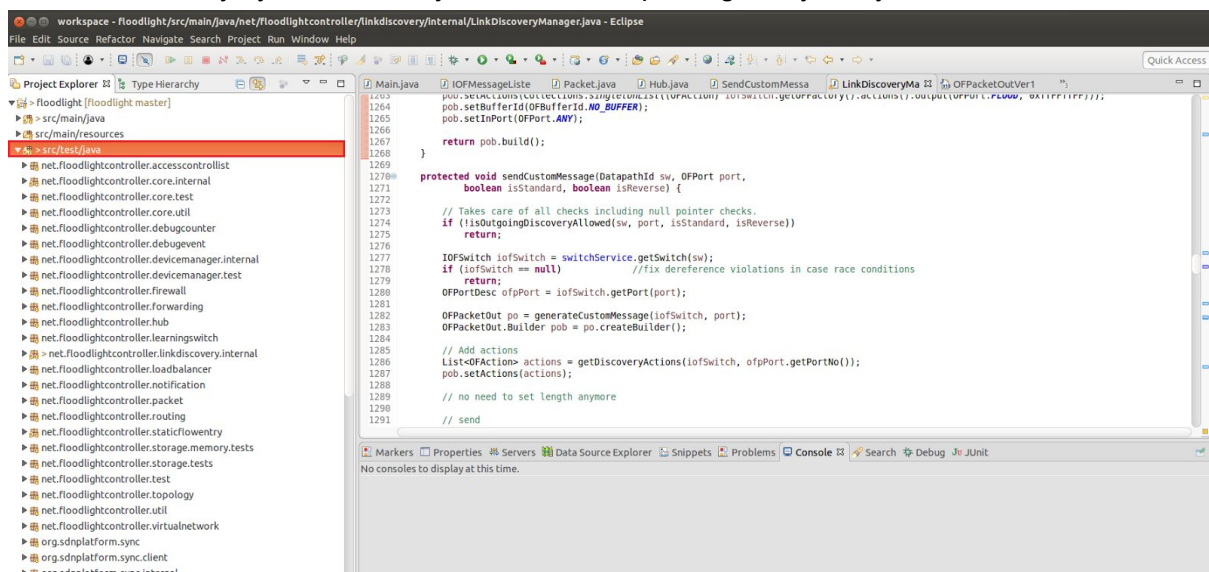 workspace - floodlight/src/main/java/net/floodlightcontroller/linkdiscovery/internal/LinkDiscoveryManager.java - Eclipse
File Edit Source Refactor Navigate Search Project Run Window Help
Quick Access
Project Explorer Type Hierarchy
> floodlight [floodlight master]
> src/main/java
src/main/resources
> src/test/java
net.floodlightcontroller.accesscontrollist
net.floodlightcontroller.core.internal
net.floodlightcontroller.core.test
net.floodlightcontroller.core.util
net.floodlightcontroller.debugcounter
net.floodlightcontroller.debugevent
net.floodlightcontroller.devicemanager.internal
net.floodlightcontroller.devicemanager.test
net.floodlightcontroller.firewall
net.floodlightcontroller.forwarding
net.floodlightcontroller.hub
net.floodlightcontroller.learningswitch
> net.floodlightcontroller.linkdiscovery.internal
net.floodlightcontroller.loadbalancer
net.floodlightcontroller.notification
net.floodlightcontroller.packet
net.floodlightcontroller.routing
net.floodlightcontroller.staticflowentry
net.floodlightcontroller.storage.memory.tests
net.floodlightcontroller.storage.tests
net.floodlightcontroller.test
net.floodlightcontroller.topology
net.floodlightcontroller.util
net.floodlightcontroller.virtualnetwork
org.sdnplatform.sync
org.sdnplatform.sync.client
Main.java IOFMessageListe Packet.java Hub.java SendCustomMessa LinkDiscoveryMa OFPacketOutVer1
1264 pob.setBufferId(OFBufferId.NO_BUFFER);
1265 pob.setInPort(OFPort.ANY);
1266
1267 return pob.build();
1268 }
1269
1270 protected void sendCustomMessage(DatapathId sw, OFPort port,
1271 boolean isStandard, boolean isReverse) {
1272
1273 // Takes care of all checks including null pointer checks.
1274 if (!isOutgoingDiscoveryAllowed(sw, port, isStandard, isReverse))
1275 return;
1276
1277 IOFSwitch iofSwitch = switchService.getSwitch(sw);
1278 if (iofSwitch == null) //fix dereference violations in case race conditions
1279 return;
1280 OFPortDesc ofpPort = iofSwitch.getPort(port);
1281
1282 OFPacketOut po = generateCustomMessage(iofSwitch, port);
1283 OFPacketOut.Builder pob = po.createBuilder();
1284
1285 // Add actions
1286 List<OFAction> actions = getDiscoveryActions(iofSwitch, ofpPort.getPortNo());
1287 pob.setActions(actions);
1288
1289 // no need to set length anymore
1290
1291 // send
Markers Properties Servers Data Source Explorer Snippets Problems Console Search Debug JUnit
No consoles to display at this time.